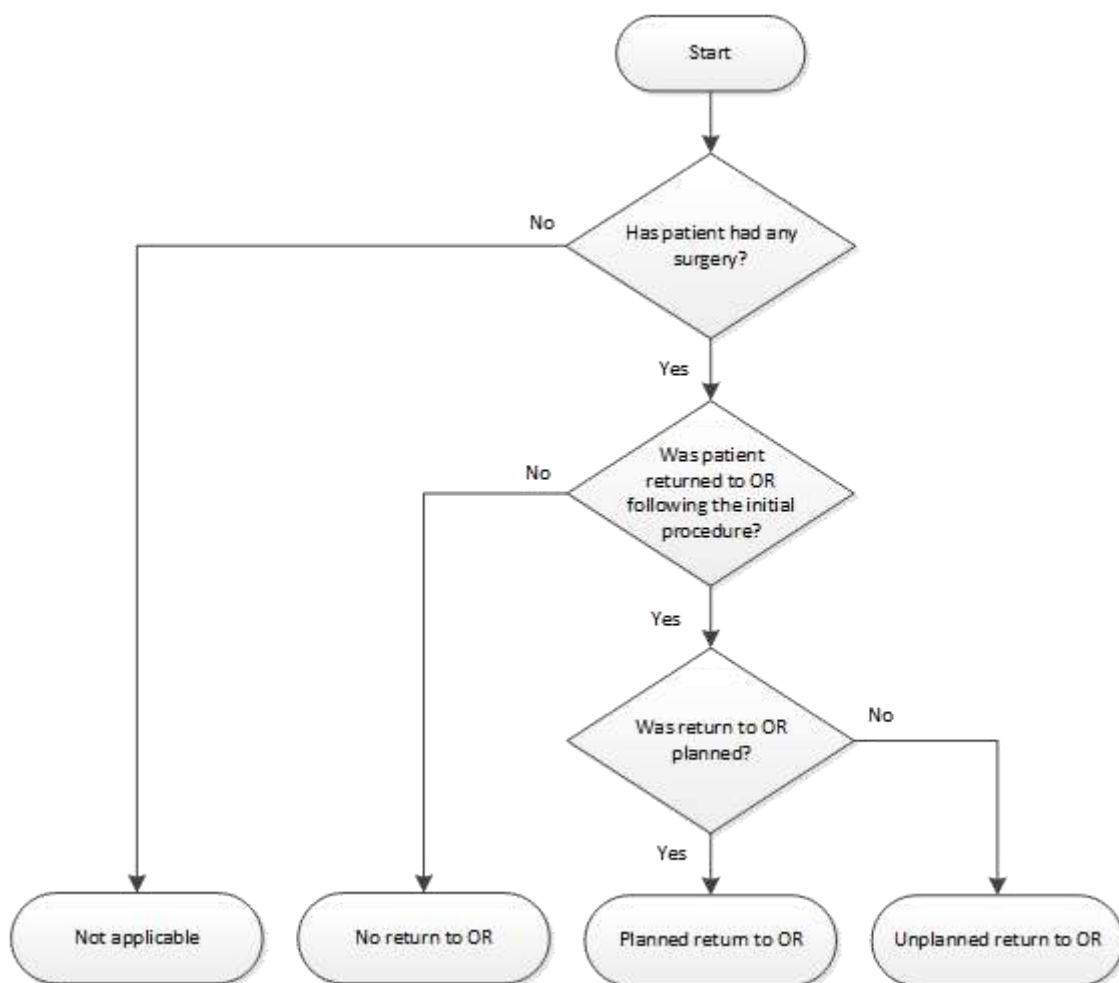 Start
No
Has patient had any
surgery?
Yes
No
Was patient
returned to OR
following the initial
procedure?
Yes
No
Was return to OR
planned?
Yes
Not applicable
No return to OR
Planned return to OR
Unplanned return to OR